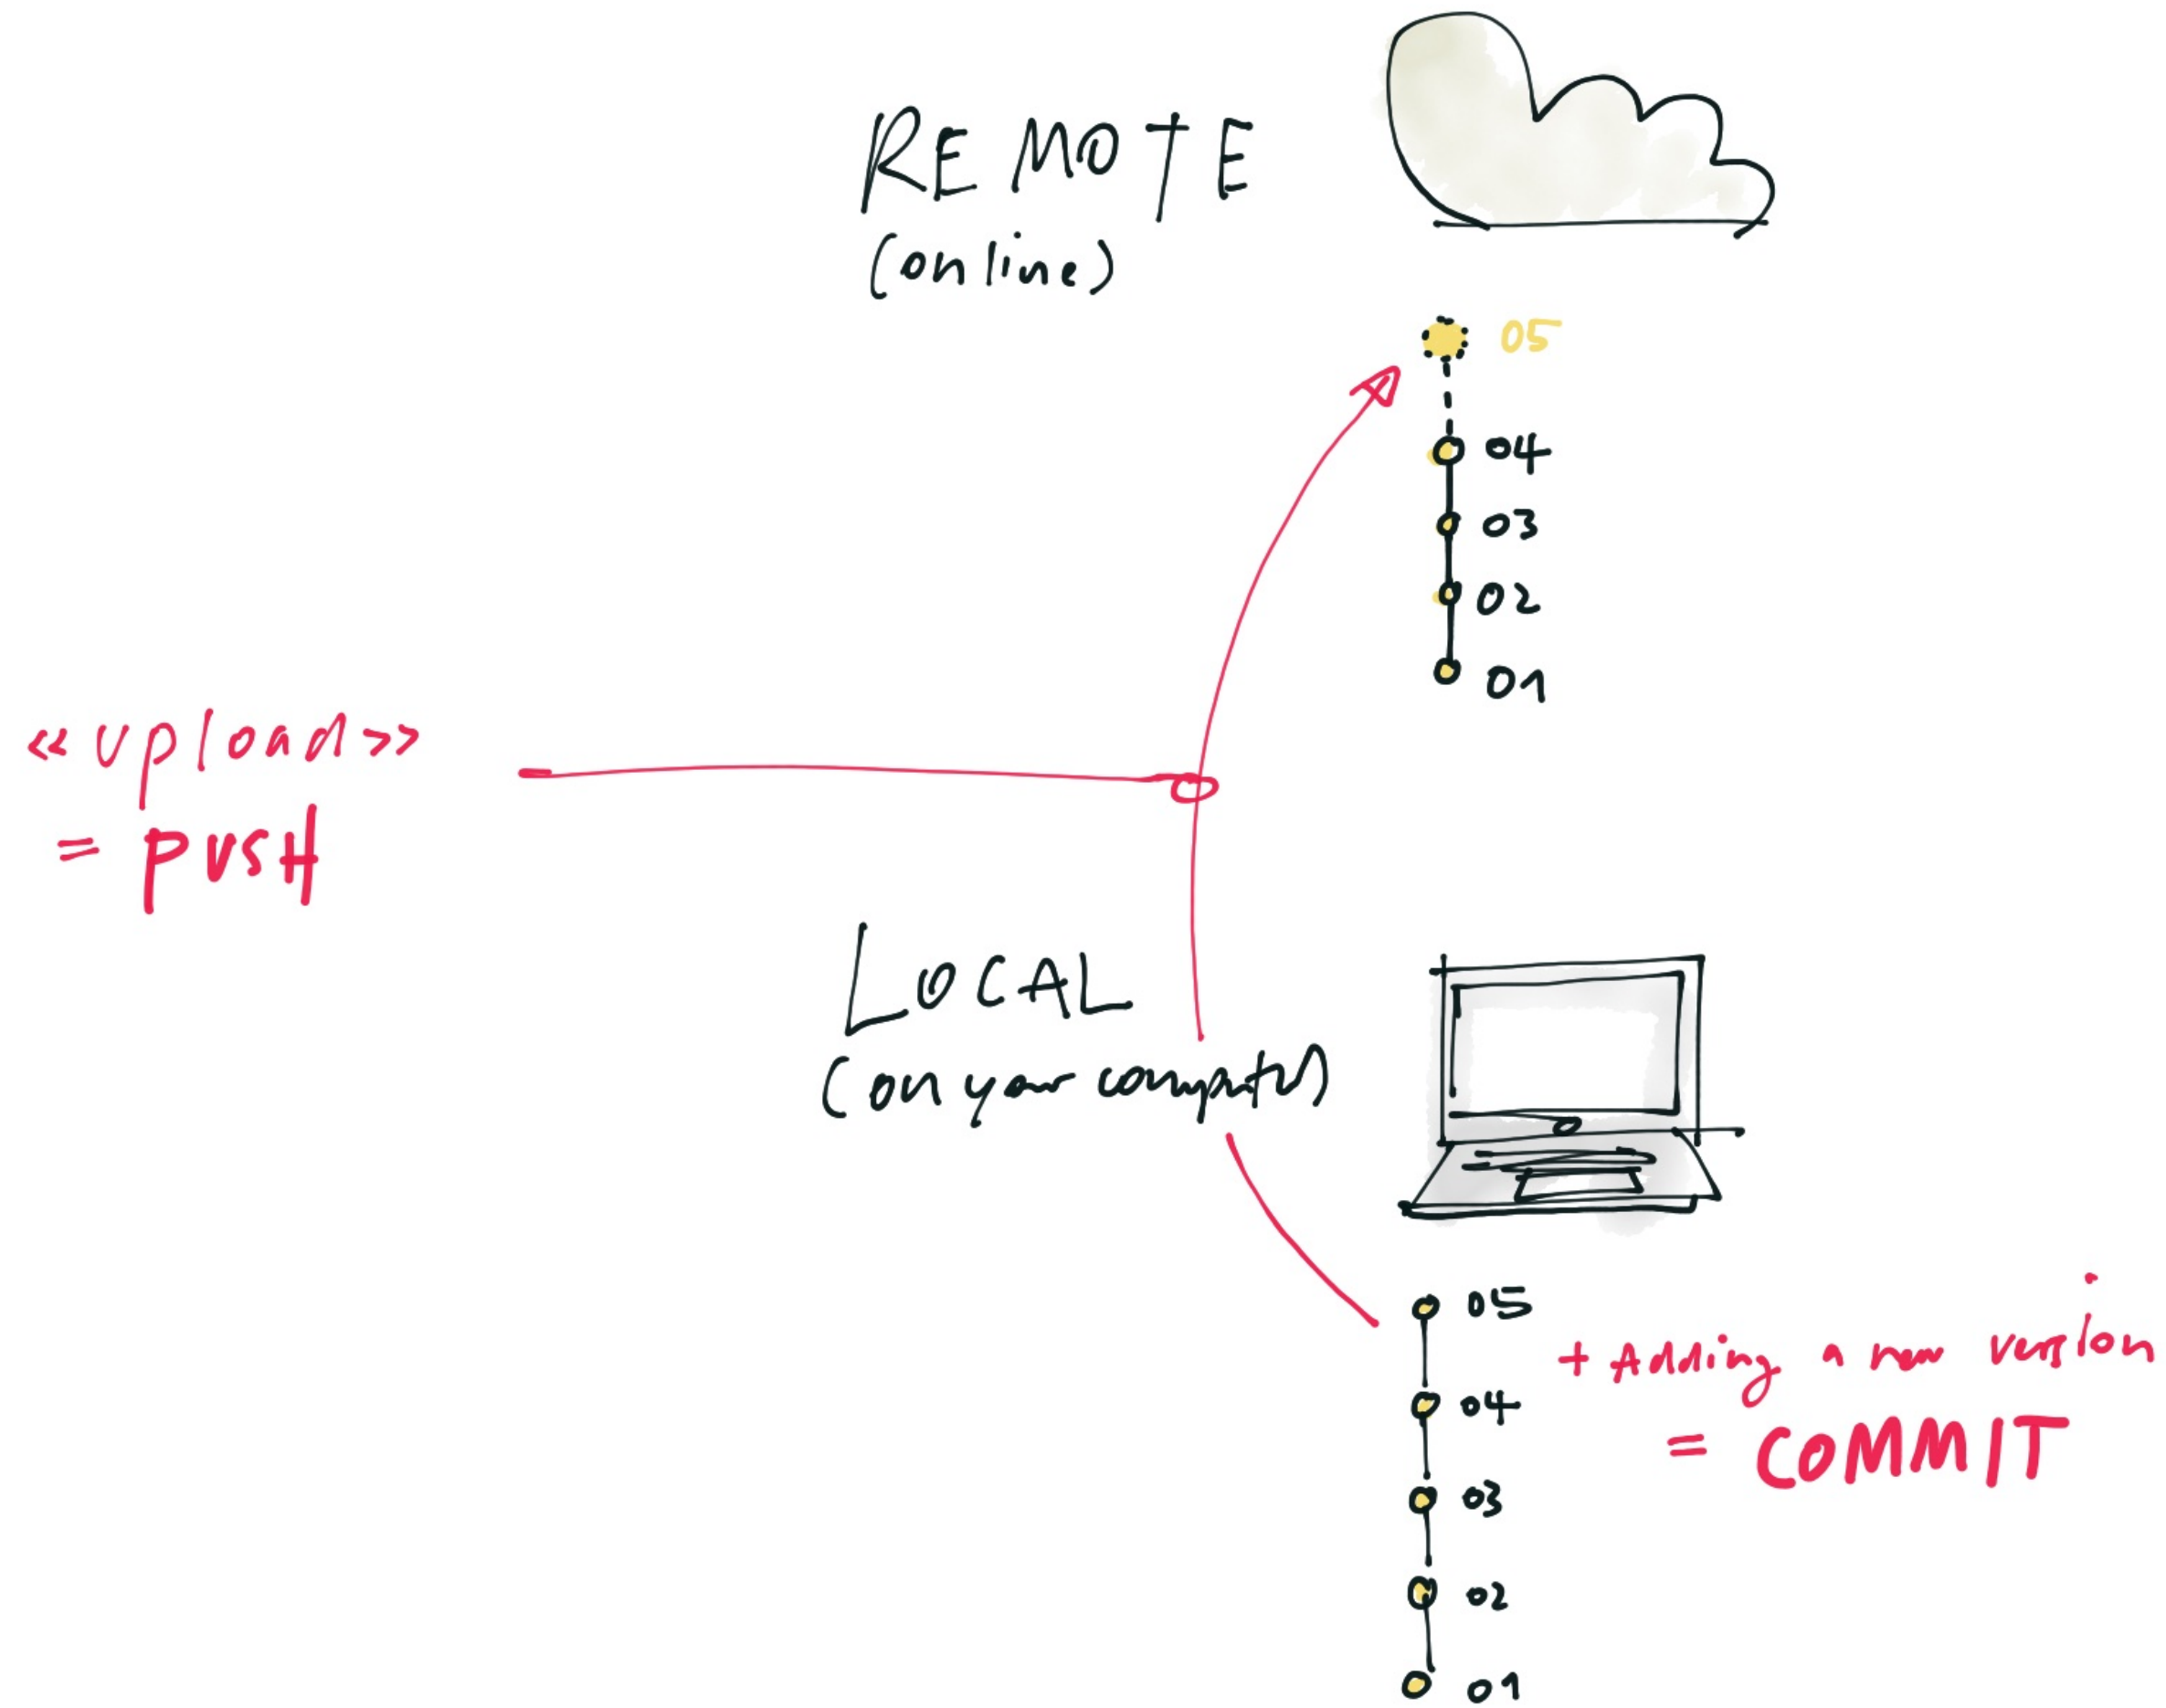 REMOTE
(online)
05
04
03
02
01
«upload»
= PUSH
LOCAL
(on your computer)
05
+ Adding a new version
04
= COMMIT
03
02
01